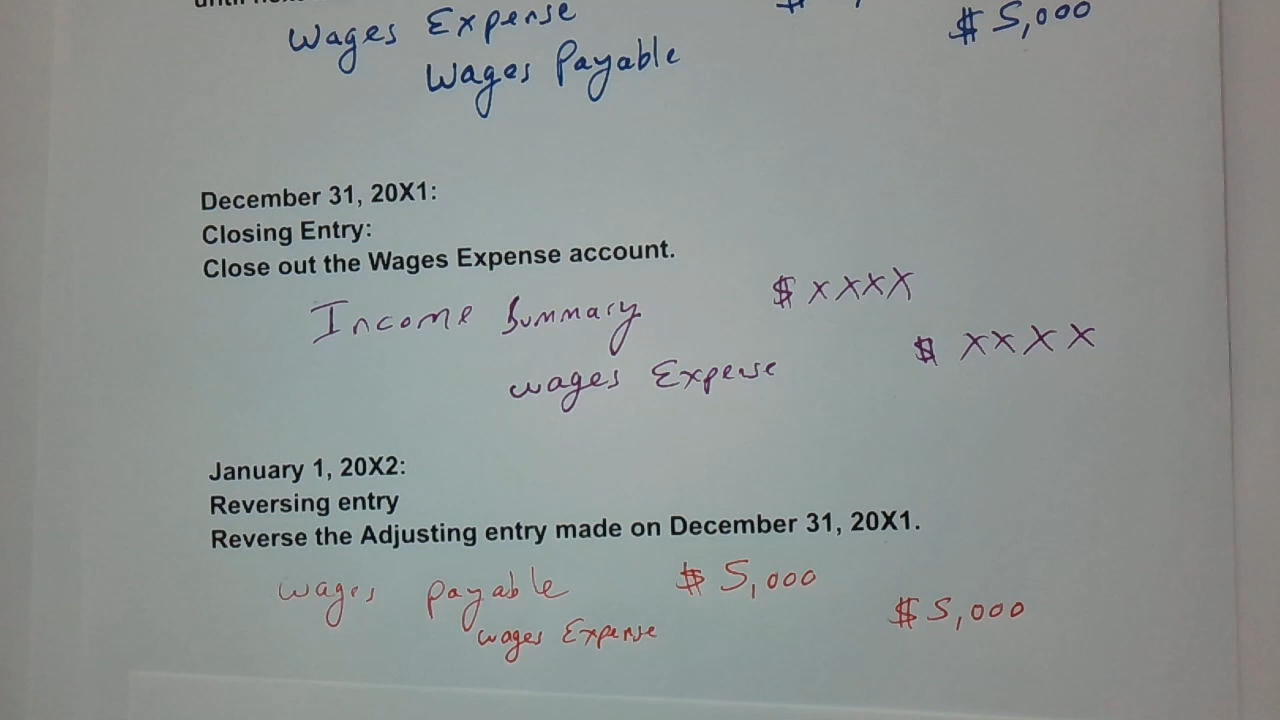 Wages Expense $
Wages Payable $ 5,000
December 31, 20X1:
Closing Entry:
Close out the Wages Expense account.
Income Summary $ XXXX
wages Expense $ XXXX
January 1, 20X2:
Reversing entry
Reverse the Adjusting entry made on December 31, 20X1.
wages payable $ 5,000
wages Expense $ 5,000